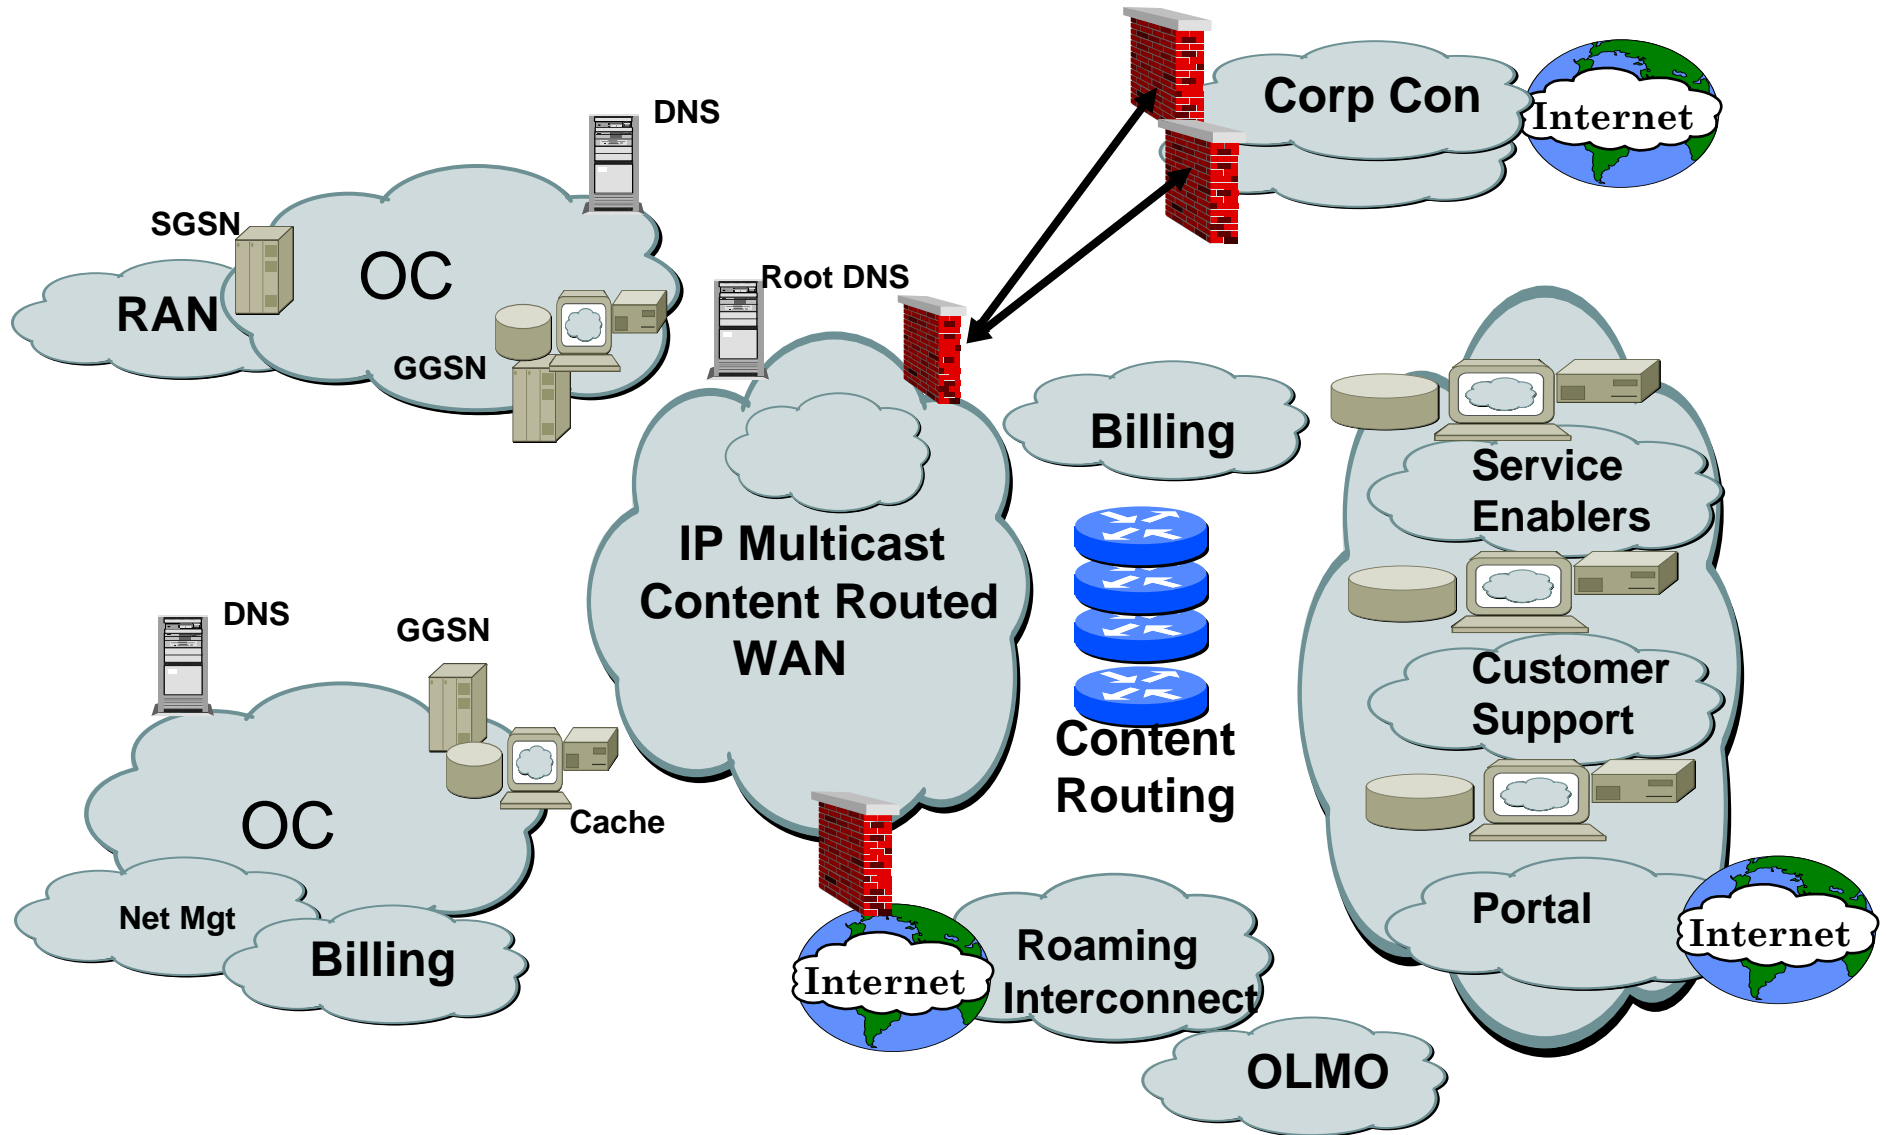 Corp Con
Internet
DNS
SGSN
OC
RAN
Root DNS
GGSN
Billing
Service
Enablers
IP Multicast
Content Routed
WAN
DNS
GGSN
Customer
Support
Content
Routing
OC
Cache
Net Mgt
Billing
Portal
Internet
Internet
Roaming
Interconnect
OLMO